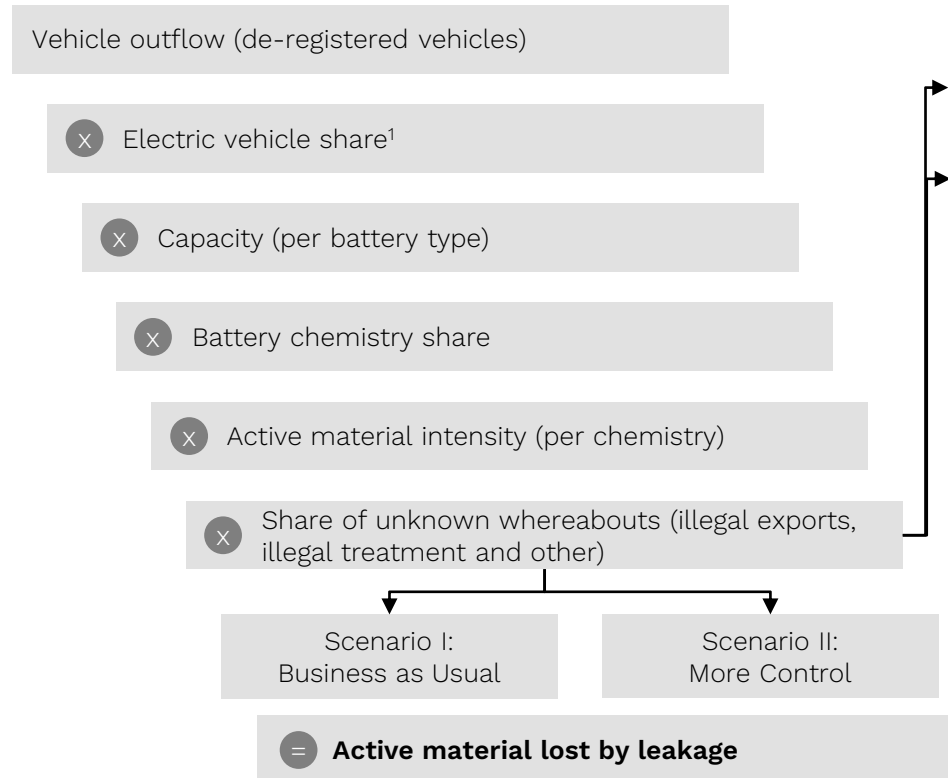 Vehicle outflow (de-registered vehicles)
x Electric vehicle share¹
x Capacity (per battery type)
x Battery chemistry share
x Active material intensity (per chemistry)
x Share of unknown whereabouts (illegal exports,
illegal treatment and other)
Scenario I:
Business as Usual
Scenario II:
More Control
= Active material lost by leakage